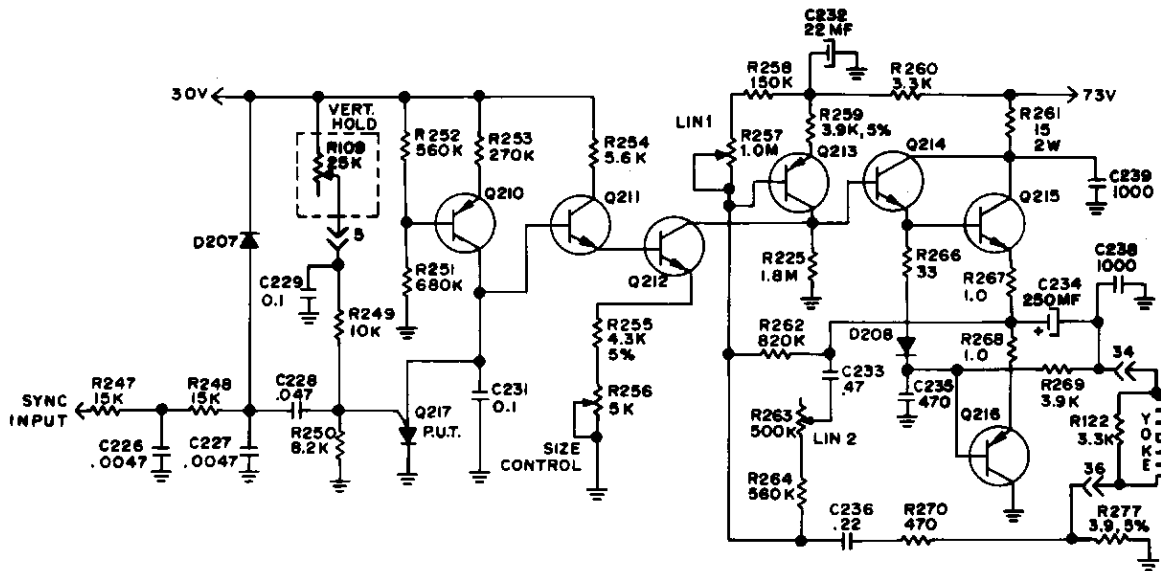 C232
22 MF
R258
150K
R260
3.3K
30V
73V
VERT.
HOLD
R109
25K
R252
560K
R253
270K
R254
5.6K
LIN1
R257
1.0M
R259
3.9K, 5%
R261
15
2W
Q213
Q214
Q210
Q211
C239
1000
Q215
D207
5
C229
0.1
R251
680K
Q212
R225
1.8M
R266
33
R267
1.0
C238
1000
C234
250MF
+
R249
10K
R255
4.3K
5%
R262
820K
D208
R268
1.0
34
C228
.047
C231
0.1
C233
.47
C235
470
R269
3.9K
SYNC
INPUT
R247
15K
R248
15K
Q217
P.U.T.
R256
5K
R263
500K
LIN 2
Q216
R122
3.3K
YOKE
C226
.0047
C227
.0047
R250
8.2K
SIZE
CONTROL
R264
560K
36
C236
.22
R270
470
R277
3.9, 5%